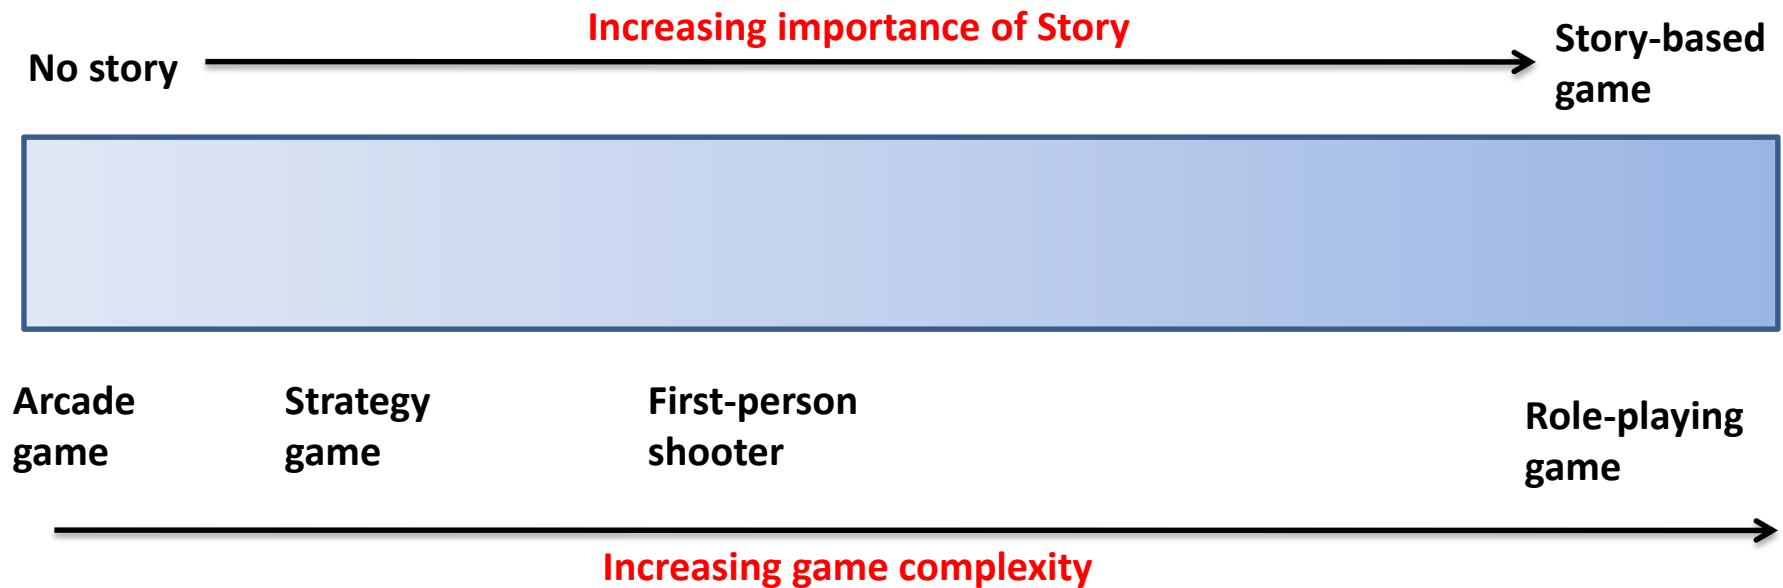 Increasing importance of Story
No story
Story-based
game
Arcade
game
Strategy
game
First-person
shooter
Role-playing
game
Increasing game complexity